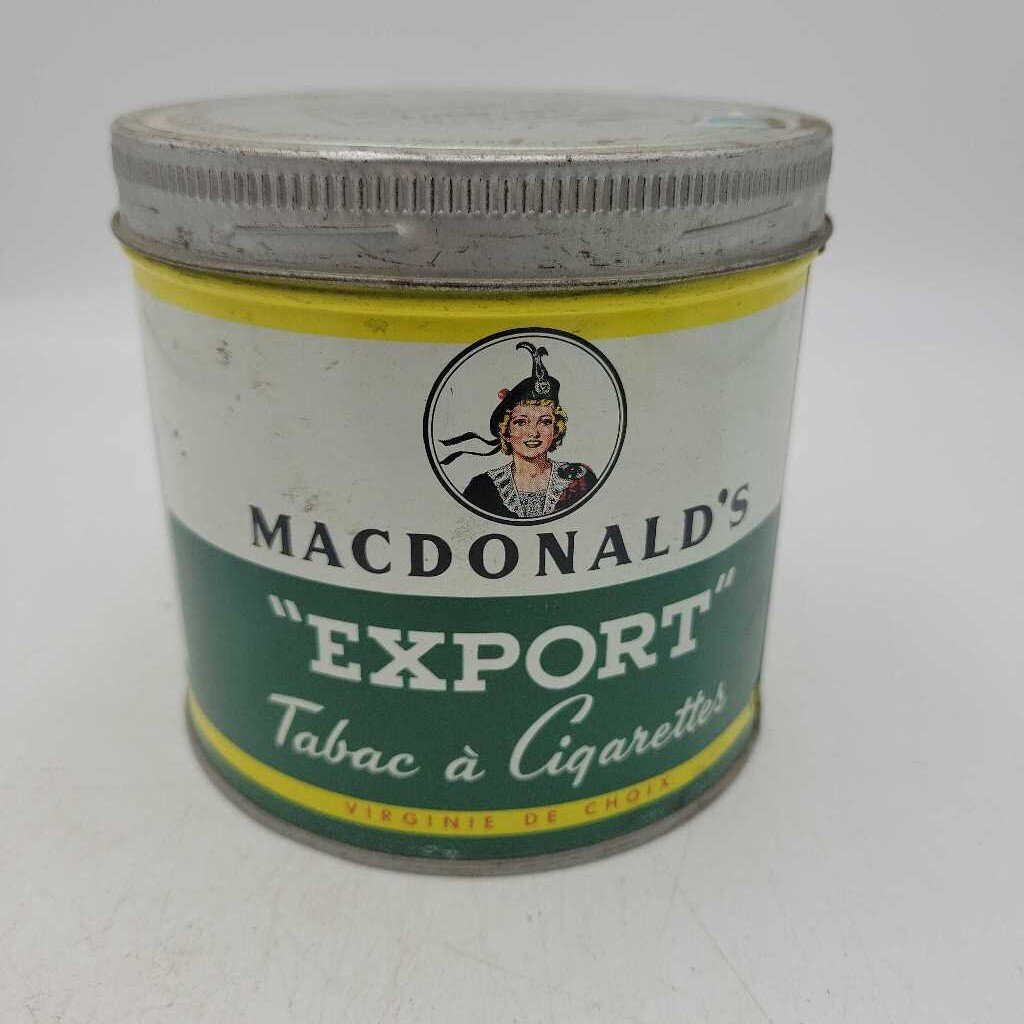 MACDONALD'S
"EXPORT"
Tabac à Cigarettes
VIRGINIE DE CHOIX